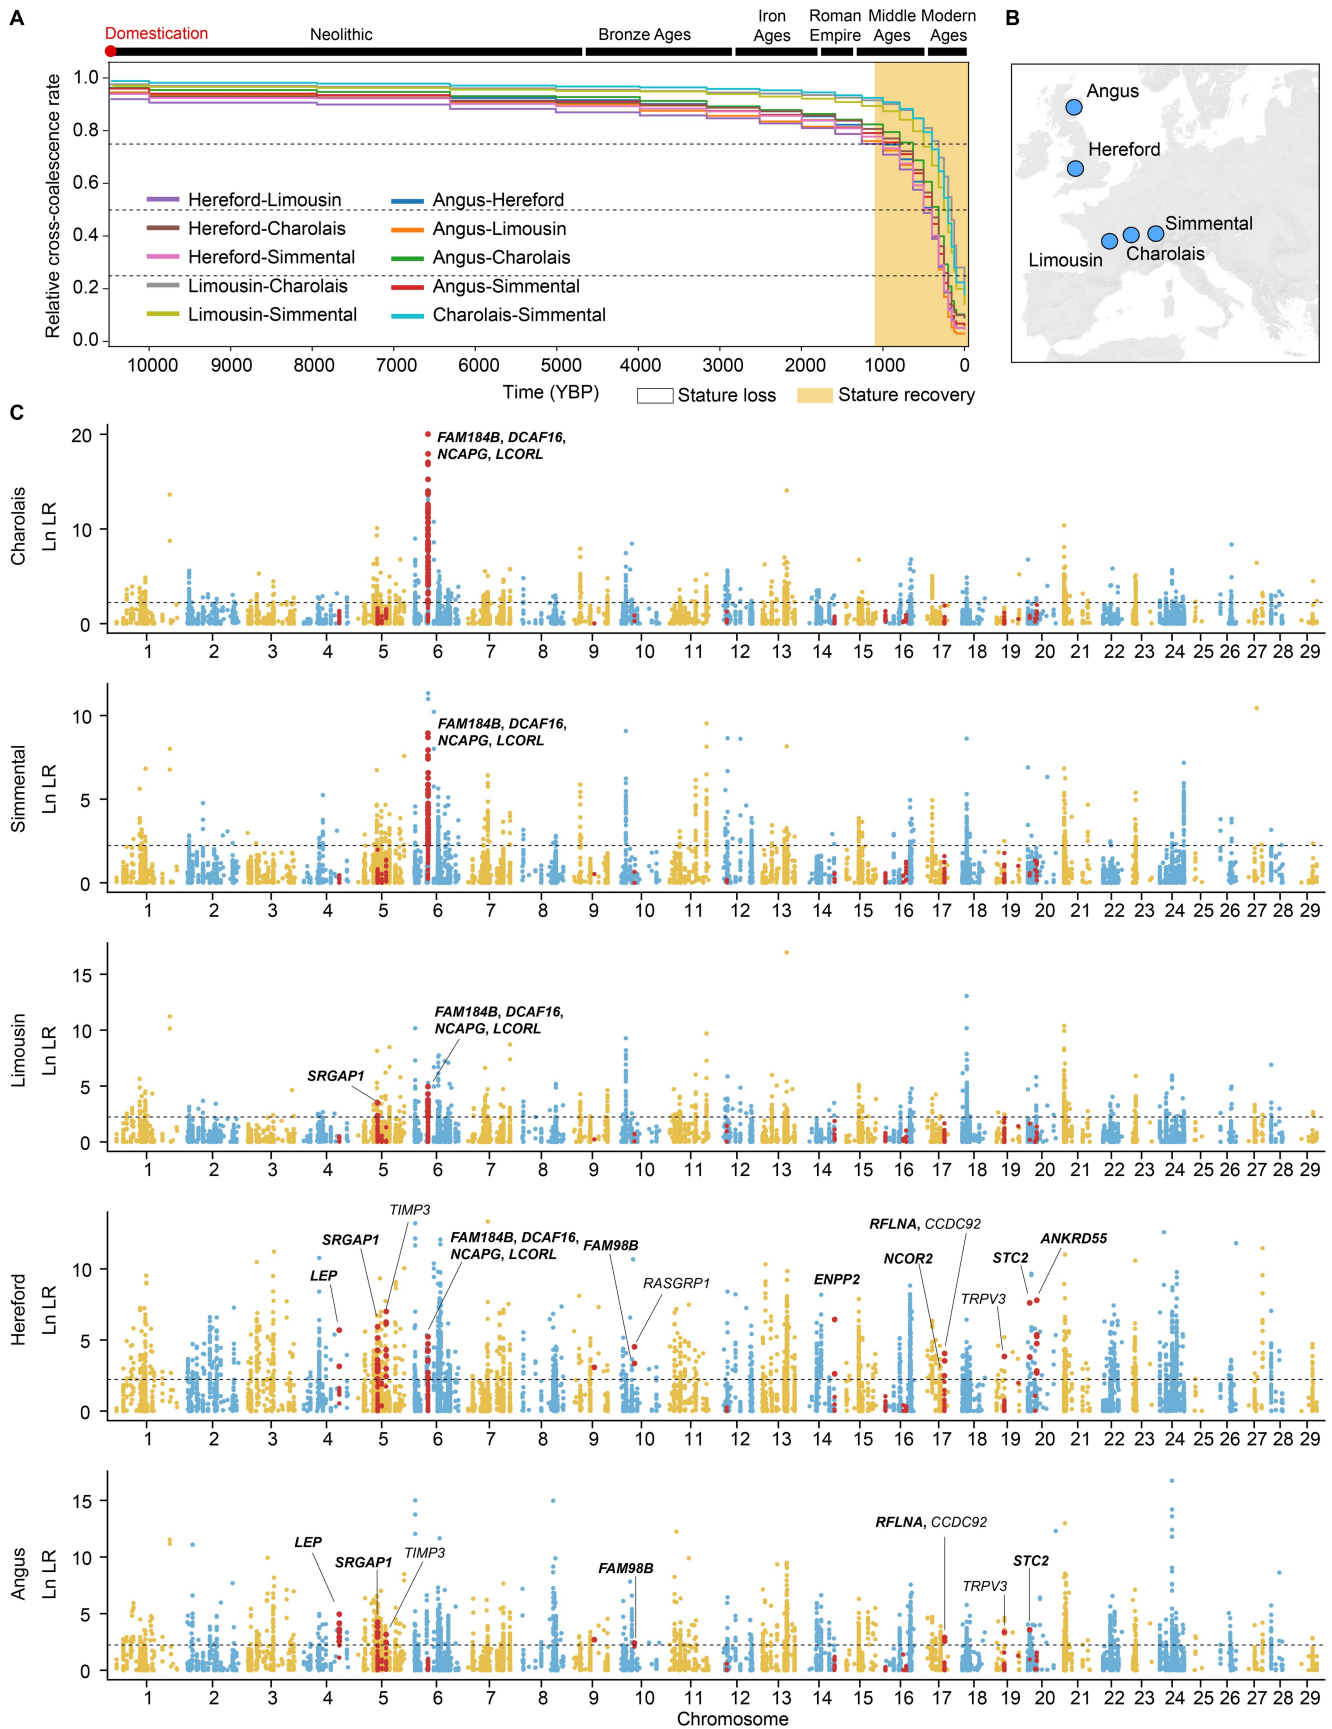 A
Domestication
Neolithic
Bronze Ages
Iron
Ages
Roman
Empire
Middle
Ages
Modern
Ages
Relative cross-coalescence rate
1.0
0.8
0.6
0.4
0.2
0.0
Hereford-Limousin
Hereford-Charolais
Hereford-Simmental
Limousin-Charolais
Limousin-Simmental
Angus-Hereford
Angus-Limousin
Angus-Charolais
Angus-Simmental
Charolais-Simmental
10000 9000 8000 7000 6000 5000 4000 3000 2000 1000 0
Time (YBP)
Stature loss
Stature recovery
B
Angus
Hereford
Simmental
Limousin
Charolais
C
Charolais
Ln LR
20
10
0
FAM184B, DCAF16,
NCAPG, LCORL
1 2 3 4 5 6 7 8 9 10 11 12 13 14 15 16 17 18 19 20 21 22 23 24 25 26 27 28 29
Simmental
Ln LR
10
5
0
FAM184B, DCAF16,
NCAPG, LCORL
1 2 3 4 5 6 7 8 9 10 11 12 13 14 15 16 17 18 19 20 21 22 23 24 25 26 27 28 29
Limousin
Ln LR
15
10
5
0
SRGAP1
FAM184B, DCAF16,
NCAPG, LCORL
1 2 3 4 5 6 7 8 9 10 11 12 13 14 15 16 17 18 19 20 21 22 23 24 25 26 27 28 29
Hereford
Ln LR
10
5
0
LEP
SRGAP1
TIMP3
FAM184B, DCAF16,
NCAPG, LCORL
FAM98B
RASGRP1
ENPP2
NCOR2
RFLNA, CCDC92
TRPV3
STC2
ANKRD55
1 2 3 4 5 6 7 8 9 10 11 12 13 14 15 16 17 18 19 20 21 22 23 24 25 26 27 28 29
Angus
Ln LR
15
10
5
0
LEP
SRGAP1
TIMP3
FAM98B
RFLNA, CCDC92
TRPV3
STC2
1 2 3 4 5 6 7 8 9 10 11 12 13 14 15 16 17 18 19 20 21 22 23 24 25 26 27 28 29
Chromosome